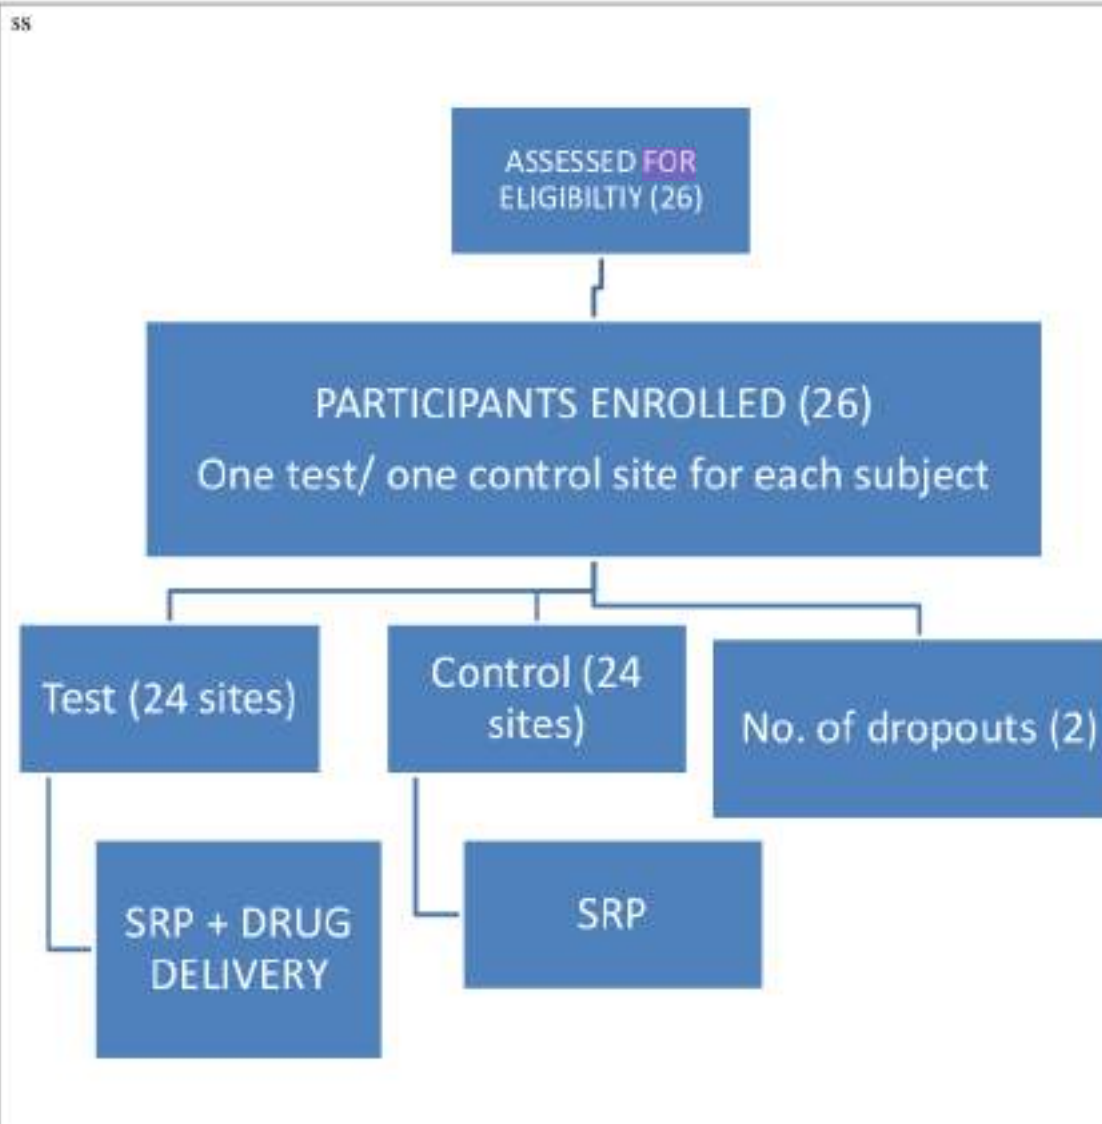 ss
ASSESSED FOR
ELIGIBILTIY (26)
PARTICIPANTS ENROLLED (26)
One test/ one control site for each subject
Test (24 sites)
Control (24
sites)
No. of dropouts (2)
SRP + DRUG
DELIVERY
SRP